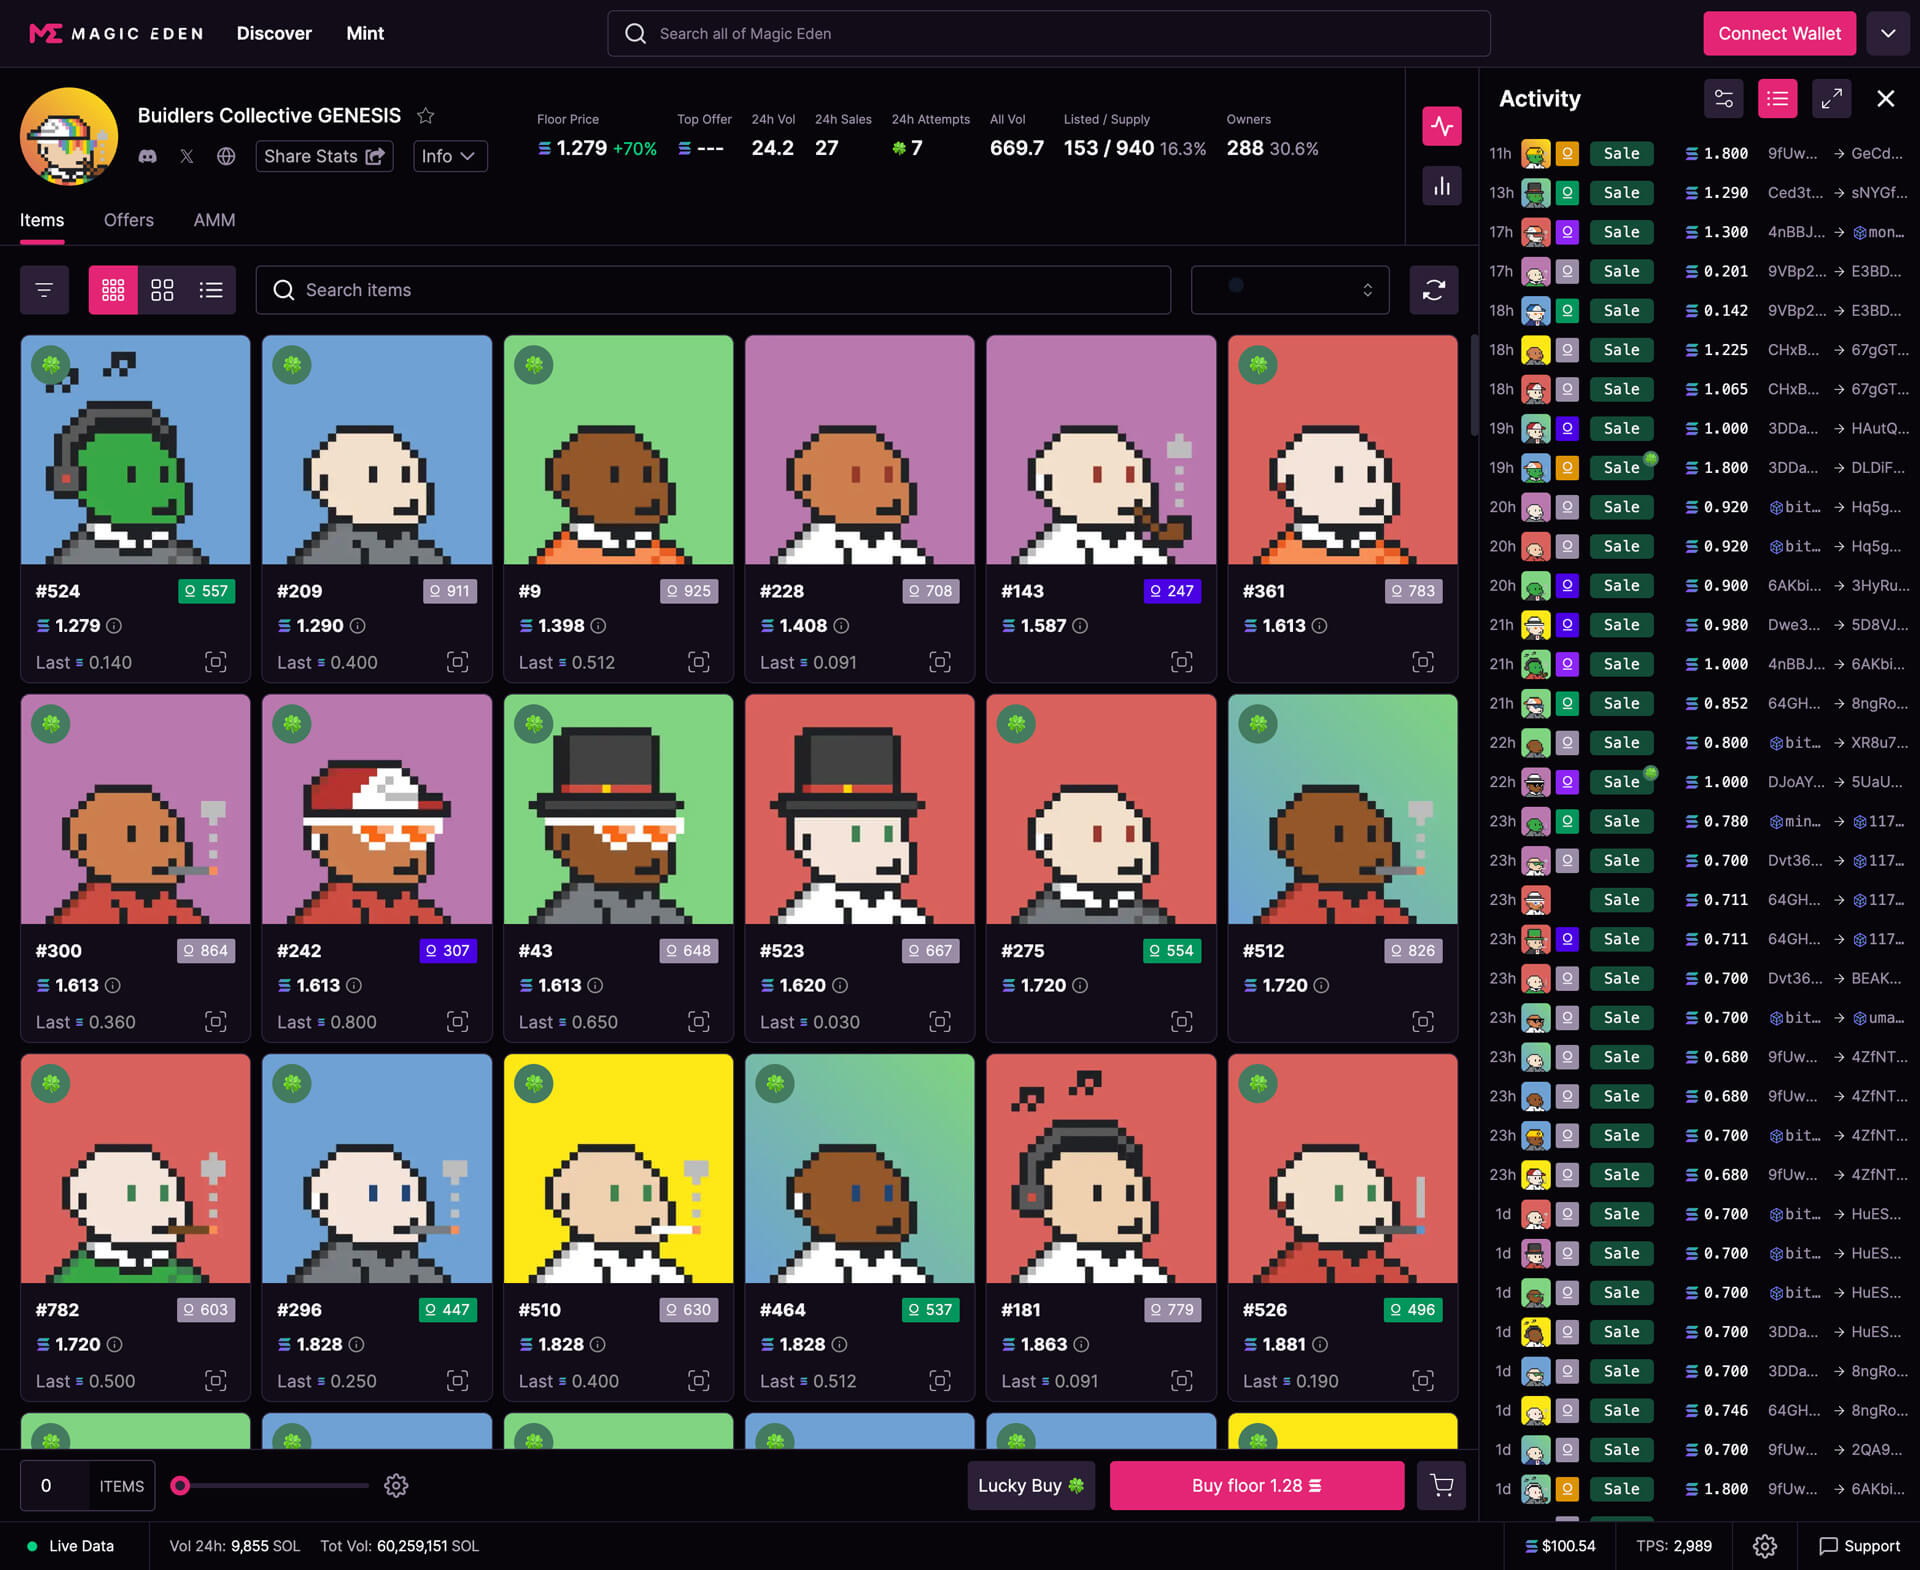 MAGIC EDEN Discover Mint Search all of Magic Eden Connect Wallet
Buidlers Collective GENESIS
Share Stats Info
Floor Price Top Offer 24h Vol 24h Sales 24h Attempts All Vol Listed / Supply Owners
1.279 +70% --- 24.2 27 7 669.7 153 / 940 16.3% 288 30.6%
Items Offers AMM
Search items
#524 557 #209 911 #9 925 #228 708 #143 247 #361 783
1.279 1.290 1.398 1.408 1.587 1.613
Last 0.140 Last 0.400 Last 0.512 Last 0.091
#300 864 #242 307 #43 648 #523 667 #275 554 #512 826
1.613 1.613 1.613 1.620 1.720 1.720
Last 0.360 Last 0.800 Last 0.650 Last 0.030
#782 603 #296 447 #510 630 #464 537 #181 779 #526 496
1.720 1.828 1.828 1.828 1.863 1.881
Last 0.500 Last 0.250 Last 0.400 Last 0.512 Last 0.091 Last 0.190
0 ITEMS Lucky Buy Buy floor 1.28
Activity
11h Sale 1.800 9fUw... → GeCd...
13h Sale 1.290 Ced3t... → sNYGf...
17h Sale 1.300 4nBBJ... → mon...
17h Sale 0.201 9VBp2... → E3BD...
18h Sale 0.142 9VBp2... → E3BD...
18h Sale 1.225 CHxB... → 67gGT...
18h Sale 1.065 CHxB... → 67gGT...
19h Sale 1.000 3DDa... → HAutQ...
19h Sale 1.800 3DDa... → DLDiF...
20h Sale 0.920 bit... → Hq5g...
20h Sale 0.920 bit... → Hq5g...
20h Sale 0.900 6AKbi... → 3HyRu...
21h Sale 0.980 Dwe3... → 5D8VJ...
21h Sale 1.000 4nBBJ... → 6AKbi...
21h Sale 0.852 64GH... → 8ngRo...
22h Sale 0.800 bit... → XR8u7...
22h Sale 1.000 DJoAY... → 5UaU...
23h Sale 0.780 min... → 117...
23h Sale 0.700 Dvt36... → 117...
23h Sale 0.711 64GH... → 117...
23h Sale 0.711 64GH... → 117...
23h Sale 0.700 Dvt36... → BEAK...
23h Sale 0.700 bit... → uma...
23h Sale 0.680 9fUw... → 4ZfNT...
23h Sale 0.680 9fUw... → 4ZfNT...
23h Sale 0.700 bit... → 4ZfNT...
23h Sale 0.680 9fUw... → 4ZfNT...
1d Sale 0.700 bit... → HuES...
1d Sale 0.700 bit... → HuES...
1d Sale 0.700 bit... → HuES...
1d Sale 0.700 3DDa... → HuES...
1d Sale 0.700 3DDa... → 8ngRo...
1d Sale 0.746 64GH... → 8ngRo...
1d Sale 0.700 9fUw... → 2QA9...
1d Sale 1.800 9fUw... → 6AKbi...
Live Data Vol 24h: 9,855 SOL Tot Vol: 60,259,151 SOL $100.54 TPS: 2,989 Support